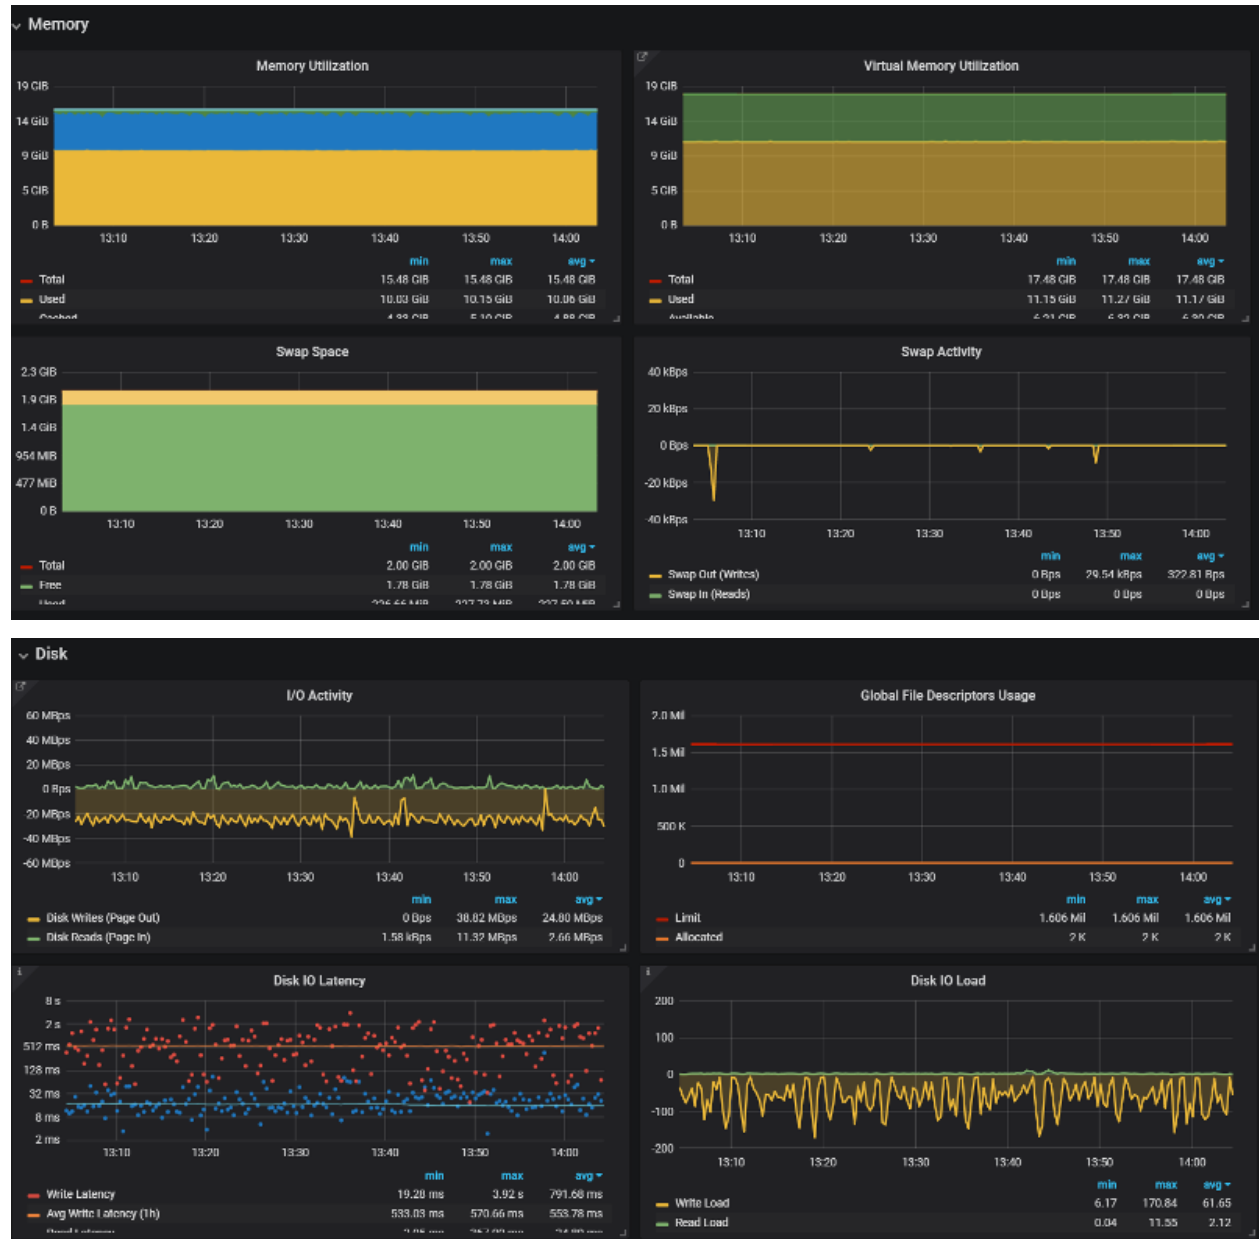 Memory
Memory Utilization
19 GiB
14 GiB
9 GiB
5 GiB
0 B
13:10 13:20 13:30 13:40 13:50 14:00
min max avg
Total 15.48 GiB 15.48 GiB 15.48 GiB
Used 10.03 GiB 10.15 GiB 10.06 GiB
Cached 4.88 GiB
Virtual Memory Utilization
19 GiB
14 GiB
9 GiB
5 GiB
0 B
13:10 13:20 13:30 13:40 13:50 14:00
min max avg
Total 17.48 GiB 17.48 GiB 17.48 GiB
Used 11.15 GiB 11.27 GiB 11.17 GiB
Available
Swap Space
2.3 GiB
1.9 GiB
1.4 GiB
954 MiB
477 MiB
0 B
13:10 13:20 13:30 13:40 13:50 14:00
min max avg
Total 2.00 GiB 2.00 GiB 2.00 GiB
Free 1.78 GiB 1.78 GiB 1.78 GiB
Used
Swap Activity
40 kBps
20 kBps
0 Bps
-20 kBps
-40 kBps
13:10 13:20 13:30 13:40 13:50 14:00
min max avg
Swap Out (Writes) 0 Bps 29.54 kBps 322.81 Bps
Swap In (Reads) 0 Bps 0 Bps 0 Bps
Disk
I/O Activity
60 MBps
40 MBps
20 MBps
0 Bps
-20 MBps
-40 MBps
-60 MBps
13:10 13:20 13:30 13:40 13:50 14:00
min max avg
Disk Writes (Page Out) 0 Bps 38.82 MBps 24.80 MBps
Disk Reads (Page In) 1.58 kBps 11.32 MBps 2.66 MBps
Global File Descriptors Usage
2.0 Mil
1.5 Mil
1.0 Mil
500 K
0
13:10 13:20 13:30 13:40 13:50 14:00
min max avg
Limit 1.606 Mil 1.606 Mil 1.606 Mil
Allocated 2 K 2 K 2 K
Disk IO Latency
8 s
2 s
512 ms
128 ms
32 ms
8 ms
2 ms
13:10 13:20 13:30 13:40 13:50 14:00
min max avg
Write Latency 19.28 ms 3.92 s 791.68 ms
Avg Write Latency (1h) 533.03 ms 570.66 ms 553.78 ms
Read Latency
Disk IO Load
200
100
0
-100
-200
13:10 13:20 13:30 13:40 13:50 14:00
min max avg
Write Load 6.17 170.84 61.65
Read Load 0.04 11.55 2.12